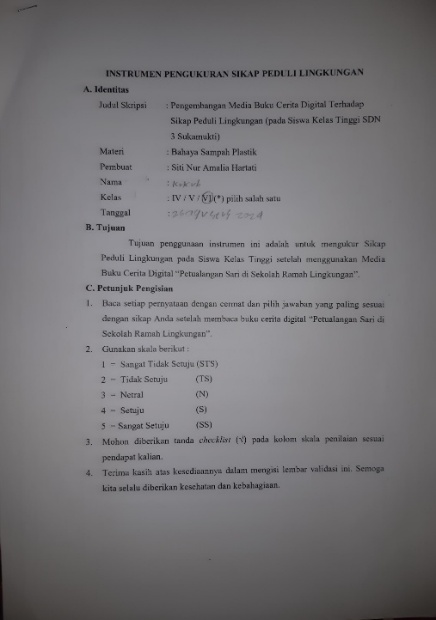 INSTRUMEN PENGUKURAN SIKAP PEDULI LINGKUNGAN
A. Identitas
Judul Skripsi : Pengembangan Media Buku Cerita Digital Terhadap
Sikap Peduli Lingkungan (pada Siswa Kelas Tinggi SDN
3 Sukamukti)
Materi : Bahaya Sampah Plastik
Pembuat : Siti Nur Amalia Hartati
Nama :
Kelas : IV / V / VI (*) pilih salah satu
Tanggal :
B. Tujuan
Tujuan penggunaan instrumen ini adalah untuk mengukur Sikap
Peduli Lingkungan pada Siswa Kelas Tinggi setelah menggunakan Media
Buku Cerita Digital "Petualangan Sari di Sekolah Ramah Lingkungan".
C. Petunjuk Pengisian
1. Baca setiap pernyataan dengan cermat dan pilih jawaban yang paling sesuai
dengan sikap Anda setelah membaca buku cerita digital "Petualangan Sari di
Sekolah Ramah Lingkungan".
2. Gunakan skala berikut :
1 = Sangat Tidak Setuju (STS)
2 = Tidak Setuju (TS)
3 = Netral (N)
4 = Setuju (S)
5 = Sangat Setuju (SS)
3. Mohon diberikan tanda checklist (√) pada kolom skala penilaian sesuai
pendapat kalian.
4. Terima kasih atas kesediaannya dalam mengisi lembar validasi ini. Semoga
kita selalu diberikan kesehatan dan kebahagiaan.